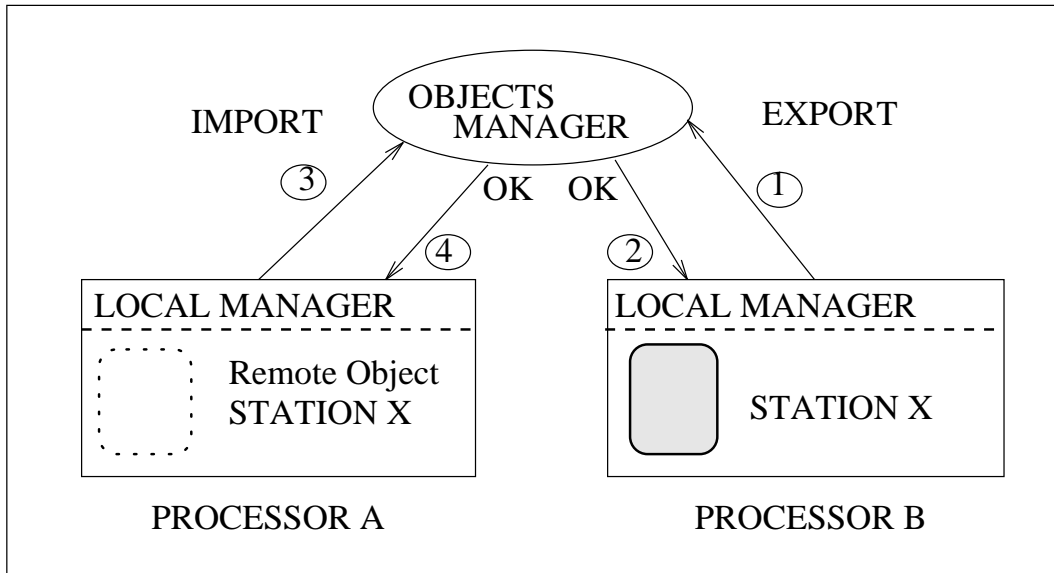 OBJECTS
MANAGER
IMPORT
EXPORT
3
OK
OK
1
4
2
LOCAL MANAGER
LOCAL MANAGER
Remote Object
STATION X
STATION X
PROCESSOR A
PROCESSOR B